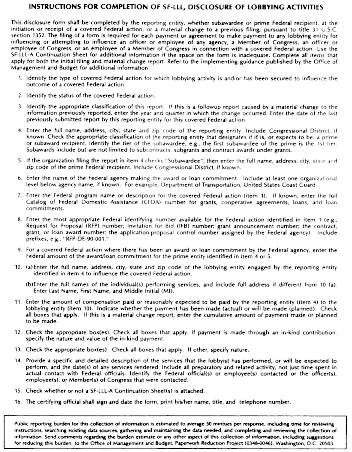 INSTRUCTIONS FOR COMPLETION OF SF-LLL, DISCLOSURE OF LOBBYING ACTIVITIES
This disclosure form shall be completed by the reporting entity, whether subawardee or prime Federal recipient, at the
initiation or receipt of a covered Federal action, or a material change to a previous filing, pursuant to title 31 U.S.C.
section 1352. The filing of a form is required for each payment or agreement to make payment to any lobbying entity for
influencing or attempting to influence an officer or employee of any agency, a Member of Congress, an officer or
employee of Congress, or an employee of a Member of Congress in connection with a covered Federal action. Use the
SF-LLL-A Continuation Sheet for additional information if the space on the form is inadequate. Complete all items that
apply for both the initial filing and material change report. Refer to the implementing guidance published by the Office of
Management and Budget for additional information.
1. Identify the type of covered Federal action for which lobbying activity is and/or has been secured to influence the
outcome of a covered Federal action.
2. Identify the status of the covered Federal action.
3. Identify the appropriate classification of this report. If this is a followup report caused by a material change to the
information previously reported, enter the year and quarter in which the change occurred. Enter the date of the last
previously submitted report by this reporting entity for this covered Federal action.
4. Enter the full name, address, city, state and zip code of the reporting entity. Include Congressional District, if
known. Check the appropriate classification of the reporting entity that designates if it is, or expects to be, a prime
or subaward recipient. Identify the tier of the subawardee, e.g., the first subawardee of the prime is the 1st tier.
Subawards include but are not limited to subcontracts, subgrants and contract awards under grants.
5. If the organization filing the report in item 4 checks "Subawardee", then enter the full name, address, city, state and
zip code of the prime Federal recipient. Include Congressional District, if known.
6. Enter the name of the Federal agency making the award or loan commitment. Include at least one organizational
level below agency name, if known. For example, Department of Transportation, United States Coast Guard.
7. Enter the Federal program name or description for the covered Federal action (item 1). If known, enter the full
Catalog of Federal Domestic Assistance (CFDA) number for grants, cooperative agreements, loans, and loan
commitments.
8. Enter the most appropriate Federal identifying number available for the Federal action identified in item 1 (e.g.,
Request for Proposal (RFP) number; Invitation for Bid (IFB) number; grant announcement number; the contract,
grant, or loan award number; the application/proposal control number assigned by the Federal agency). Include
prefixes, e.g., "RFP-DE-90-001."
9. For a covered Federal action where there has been an award or loan commitment by the Federal agency, enter the
Federal amount of the award/loan commitment for the prime entity identified in item 4 or 5.
10. (a)Enter the full name, address, city, state and zip code of the lobbying entity engaged by the reporting entity
identified in item 4 to influence the covered Federal action.
(b)Enter the full names of the individual(s) performing services, and include full address if different from 10 (a).
Enter Last Name, First Name, and Middle Initial (MI).
11. Enter the amount of compensation paid or reasonably expected to be paid by the reporting entity (item 4) to the
lobbying entity (item 10). Indicate whether the payment has been made (actual) or will be made (planned). Check
all boxes that apply. If this is a material change report, enter the cumulative amount of payment made or planned
to be made.
12. Check the appropriate box(es). Check all boxes that apply. If payment is made through an in-kind contribution,
specify the nature and value of the in-kind payment.
13. Check the appropriate box(es). Check all boxes that apply. If other, specify nature.
14. Provide a specific and detailed description of the services that the lobbyist has performed, or will be expected to
perform, and the date(s) of any services rendered. Include all preparatory and related activity, not just time spent in
actual contact with Federal officials. Identify the Federal official(s) or employee(s) contacted or the officer(s),
employee(s), or Member(s) of Congress that were contacted.
15. Check whether or not a SF-LLL-A Continuation Sheet(s) is attached.
16. The certifying official shall sign and date the form, print his/her name, title, and telephone number.
Public reporting burden for this collection of information is estimated to average 30 mintues per response, including time for reviewing
instructions, searching existing data sources, gathering and maintaining the data needed, and completing and reviewing the collection of
information. Send comments regarding the burden estimate or any other aspect of this collection of information, including suggestions
for reducing this burden, to the Office of Management and Budget, Paperwork Reduction Project (0348-0046), Washington, D.C. 20503.